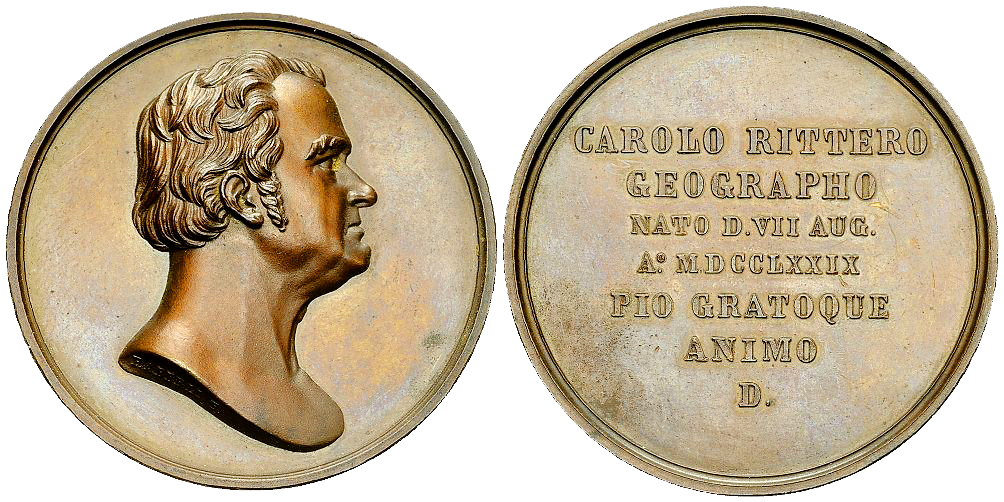 CAROLO RITTERO
GEOGRAPHO
NATO D. VII AUG.
Aº MDCCLXXIX
PIO GRATOQUE
ANIMO
D.